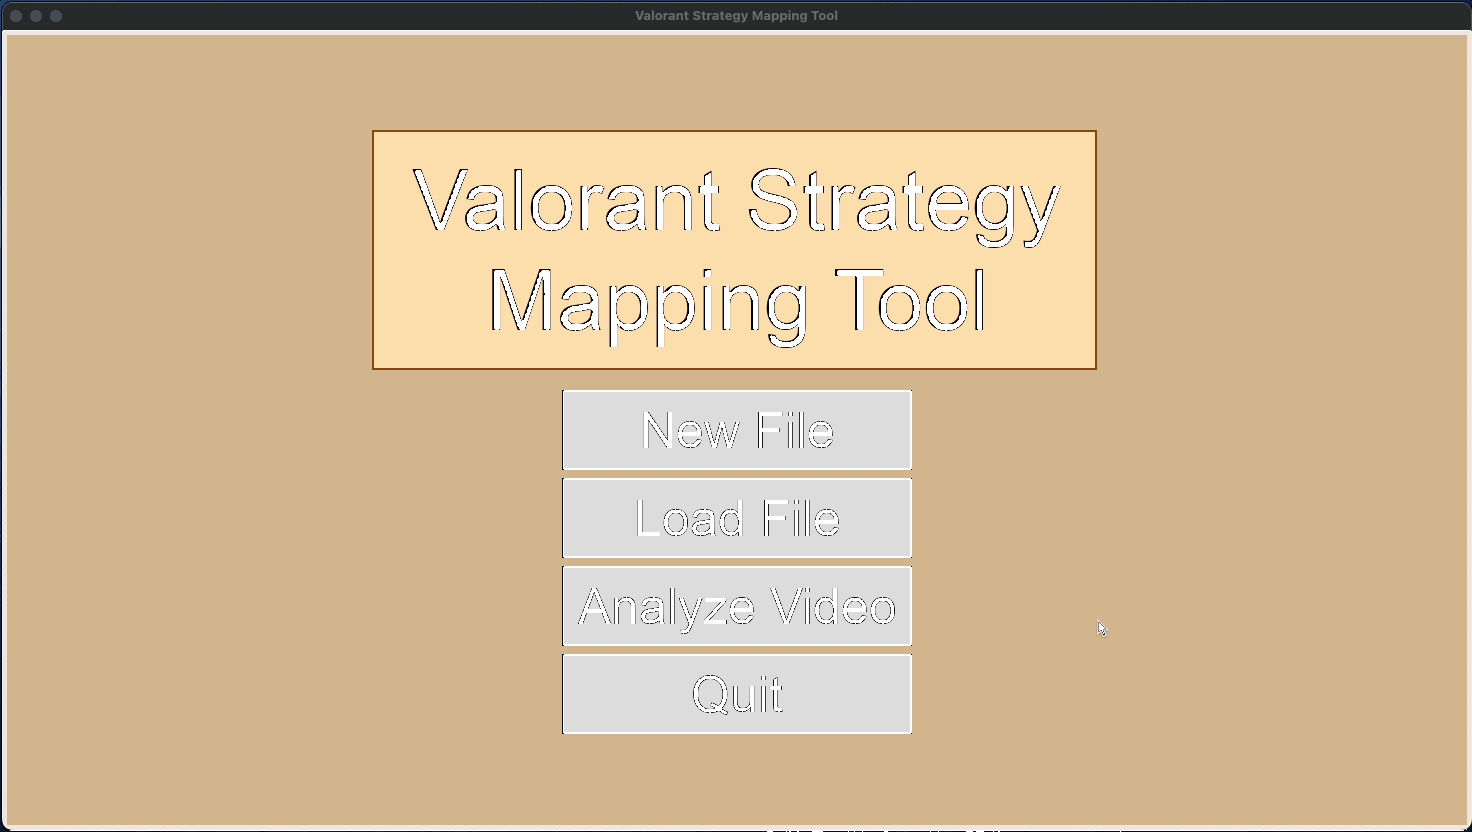 Valorant Strategy Mapping Tool
Valorant Strategy
Mapping Tool
New File
Load File
Analyze Video
Quit